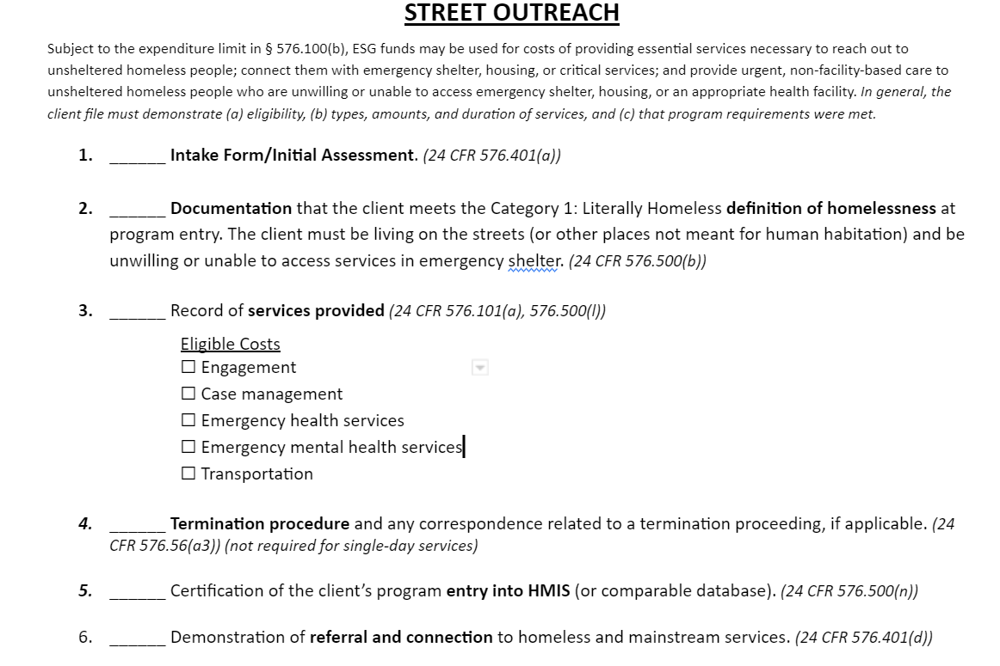 STREET OUTREACH
Subject to the expenditure limit in § 576.100(b), ESG funds may be used for costs of providing essential services necessary to reach out to
unsheltered homeless people; connect them with emergency shelter, housing, or critical services; and provide urgent, non-facility-based care to
unsheltered homeless people who are unwilling or unable to access emergency shelter, housing, or an appropriate health facility. In general, the
client file must demonstrate (a) eligibility, (b) types, amounts, and duration of services, and (c) that program requirements were met.
1. ______ Intake Form/Initial Assessment. (24 CFR 576.401(a))
2. ______ Documentation that the client meets the Category 1: Literally Homeless definition of homelessness at
program entry. The client must be living on the streets (or other places not meant for human habitation) and be
unwilling or unable to access services in emergency shelter. (24 CFR 576.500(b))
3. ______ Record of services provided (24 CFR 576.101(a), 576.500(l))
Eligible Costs
☐ Engagement
☐ Case management
☐ Emergency health services
☐ Emergency mental health services
☐ Transportation
4. ______ Termination procedure and any correspondence related to a termination proceeding, if applicable. (24
CFR 576.56(a3)) (not required for single-day services)
5. ______ Certification of the client's program entry into HMIS (or comparable database). (24 CFR 576.500(n))
6. ______ Demonstration of referral and connection to homeless and mainstream services. (24 CFR 576.401(d))